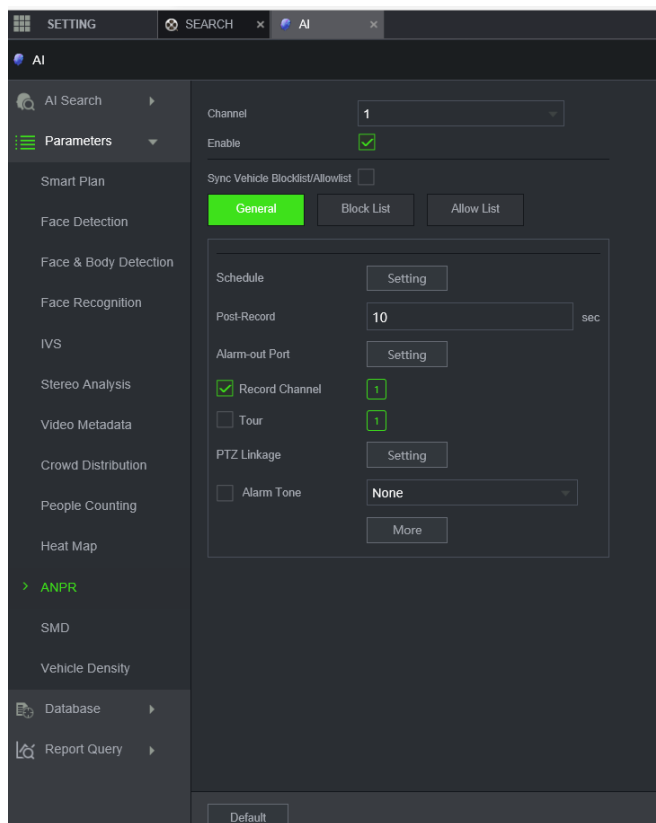 SETTING SEARCH × AI ×
AI
AI Search
Parameters
Smart Plan
Face Detection
Face & Body Detection
Face Recognition
IVS
Stereo Analysis
Video Metadata
Crowd Distribution
People Counting
Heat Map
ANPR
SMD
Vehicle Density
Database
Report Query
Channel 1
Enable
Sync Vehicle Blocklist/Allowlist
General Block List Allow List
Schedule Setting
Post-Record 10 sec
Alarm-out Port Setting
Record Channel 1
Tour 1
PTZ Linkage Setting
Alarm Tone None
More
Default